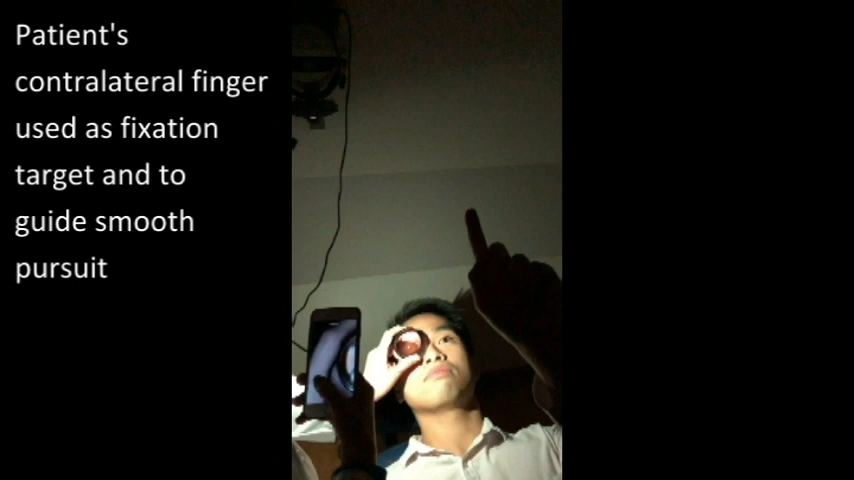 Patient's
contralateral finger
used as fixation
target and to
guide smooth
pursuit